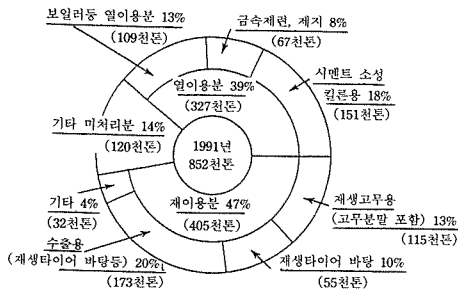 보일러등 열이용분 13%
(109천톤)
금속제련, 제지 8%
(67천톤)
시멘트 소성
킬른용 18%
(151천톤)
열이용분 39%
(327천톤)
기타 미처리분 14%
(120천톤)
1991년
852천톤
기타 4%
(32천톤)
재이용분 47%
(405천톤)
재생고무용
(고무분말 포함) 13%
(115천톤)
수출용
(재생타이어 바탕등) 20%
(173천톤)
재생타이어 바탕 10%
(55천톤)